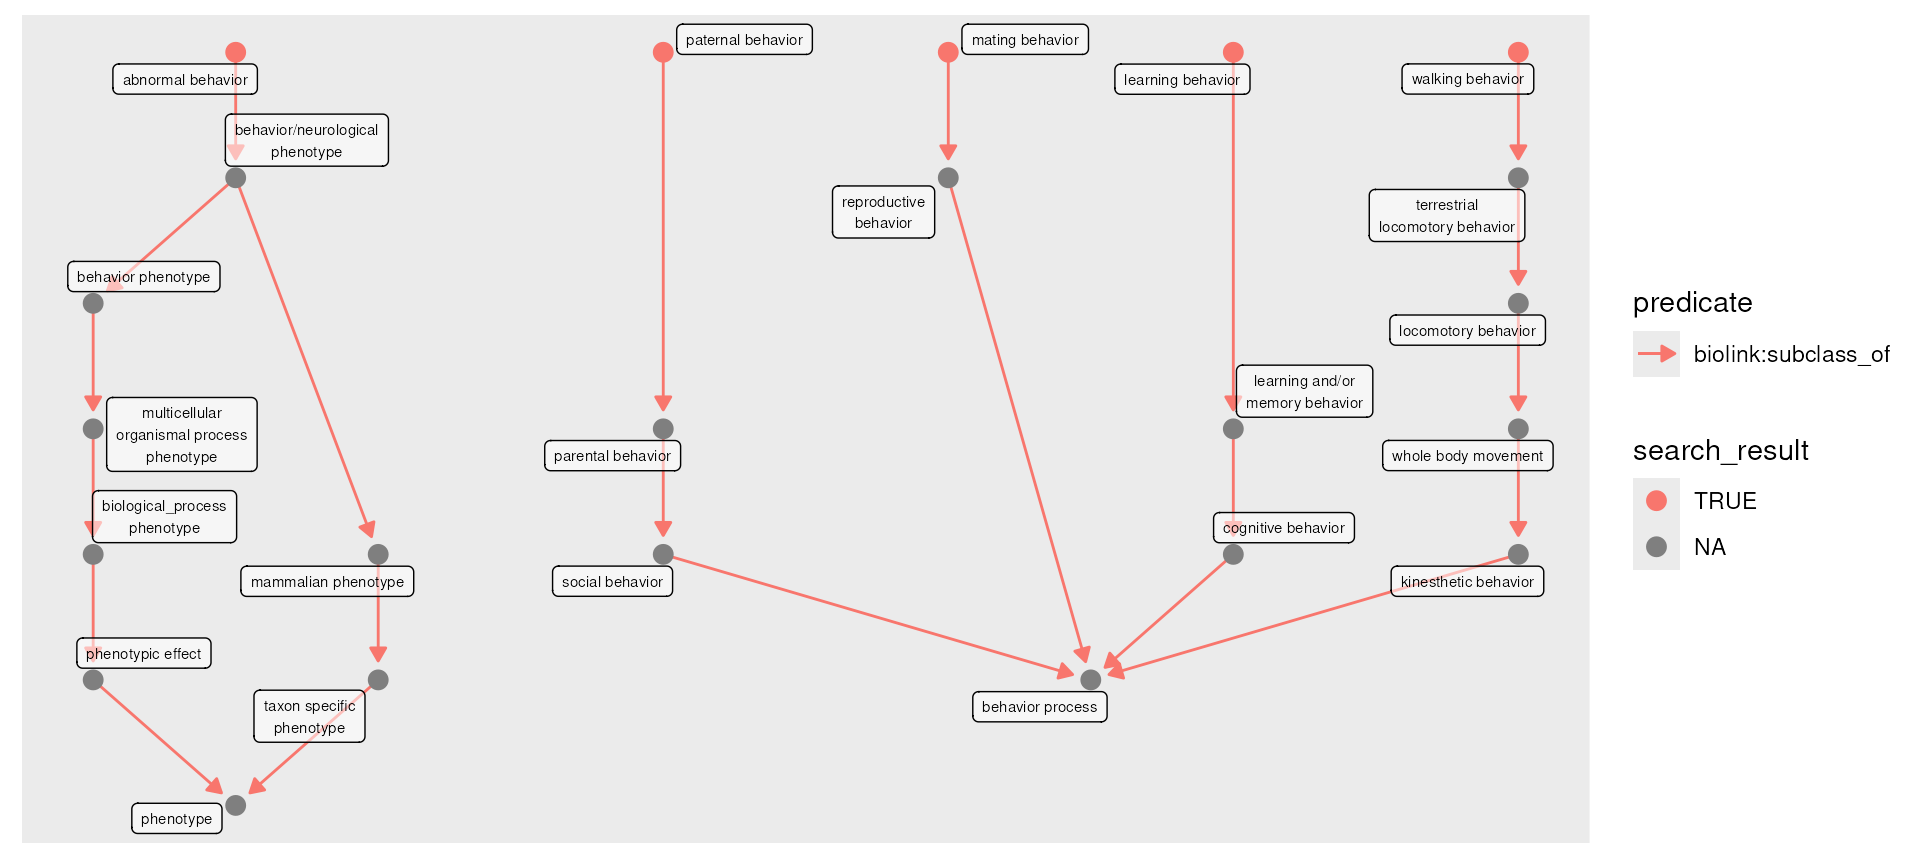 paternal behavior
mating behavior
abnormal behavior
learning behavior
walking behavior
behavior/neurological
phenotype
reproductive
behavior
terrestrial
locomotory behavior
behavior phenotype
locomotory behavior
predicate
biolink:subclass_of
learning and/or
memory behavior
multicellular
organismal process
phenotype
parental behavior
whole body movement
search_result
TRUE
NA
biological_process
phenotype
cognitive behavior
mammalian phenotype
social behavior
kinesthetic behavior
phenotypic effect
taxon specific
phenotype
behavior process
phenotype